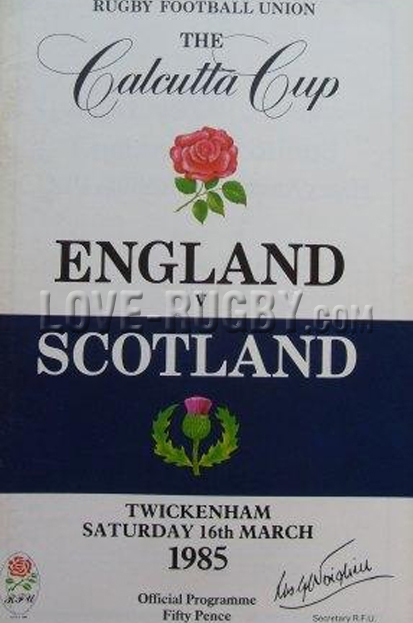 RUGBY FOOTBALL UNION
THE
Calcutta Cup
ENGLAND
v
LOVE-RUGBY.com
SCOTLAND
TWICKENHAM
SATURDAY 16th MARCH
1985
R.F.U.
Official Programme
Fifty Pence
Secretary R.F.U.